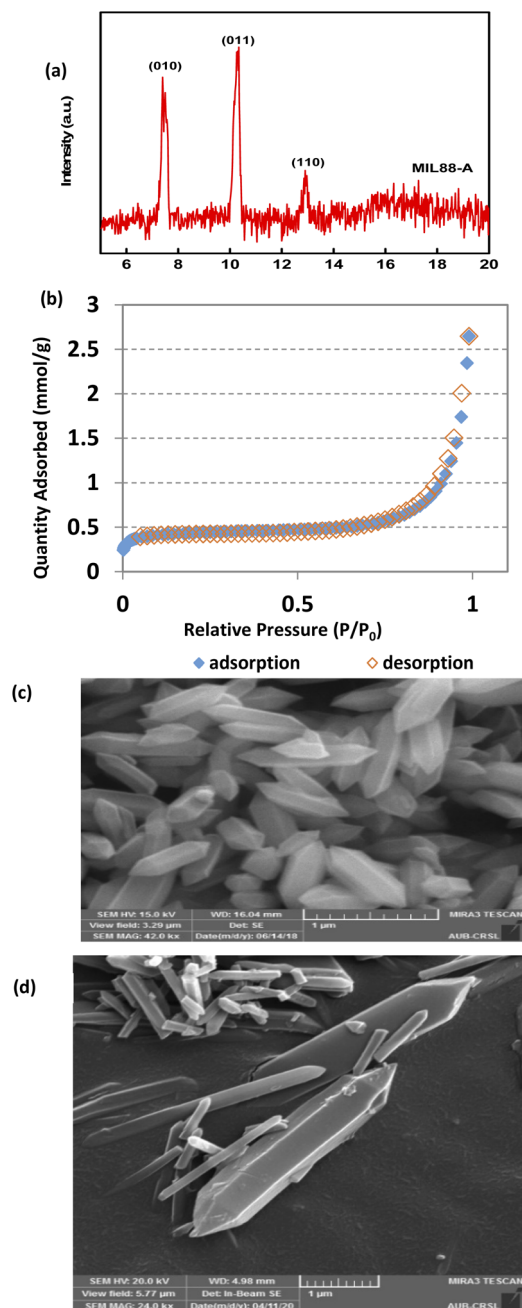 (a)
Intensity (a.u.)
(010)
(011)
(110)
MIL88-A
6 8 10 12 14 16 18 20
(b)
Quantity Adsorbed (mmol/g)
3
2.5
2
1.5
1
0.5
0
0 0.5 1
Relative Pressure (P/P0)
adsorption desorption
(c)
SEM HV: 15.0 kV WD: 16.04 mm MIRA3 TESCAN
View field: 3.29 µm Det: SE 1 µm
SEM MAG: 42.0 kx Date(m/d/y): 06/14/18 AUB-CRSL
(d)
SEM HV: 20.0 kV WD: 4.98 mm MIRA3 TESCAN
View field: 5.77 µm Det: In-Beam SE 1 µm
SEM MAG: 24.0 kx Date(m/d/y): 04/11/20 AUB-CRSL